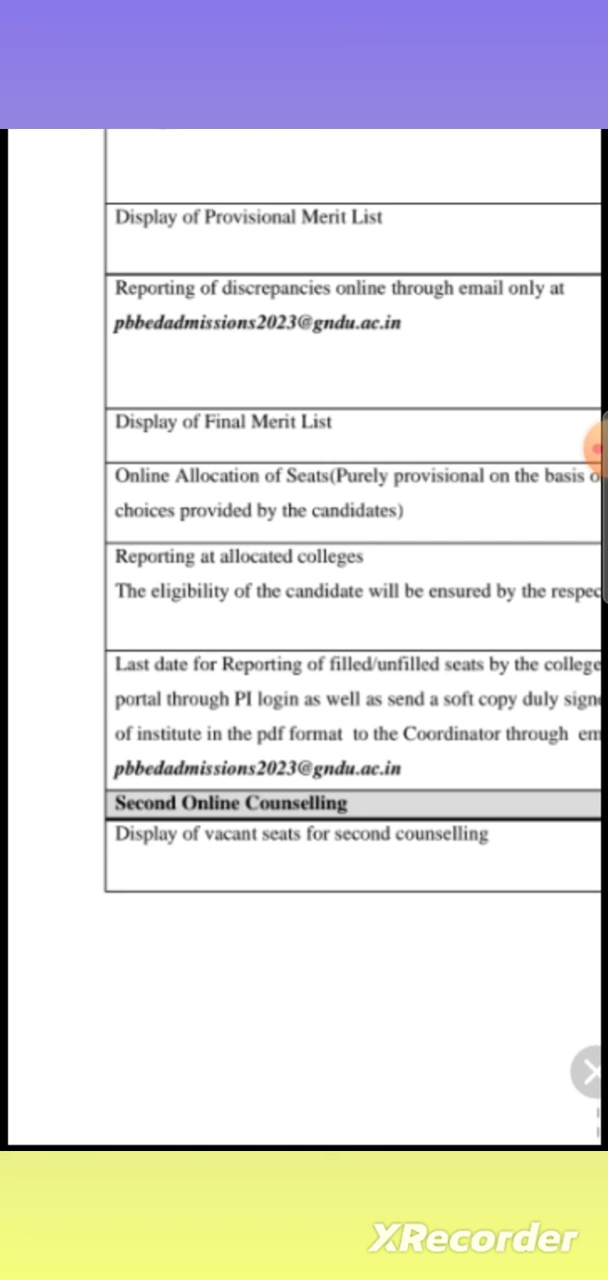 Display of Provisional Merit List
Reporting of discrepancies online through email only at
pbbedadmissions2023@gndu.ac.in
Display of Final Merit List
Online Allocation of Seats(Purely provisional on the basis
choices provided by the candidates)
Reporting at allocated colleges
The eligibility of the candidate will be ensured by the
Last date for Reporting of filled/unfilled seats by the
portal through PI login as well as send a soft copy duly
of institute in the pdf format to the Coordinator through
pbbedadmissions2023@gndu.ac.in
Second Online Counselling
Display of vacant seats for second counselling
XRecorder